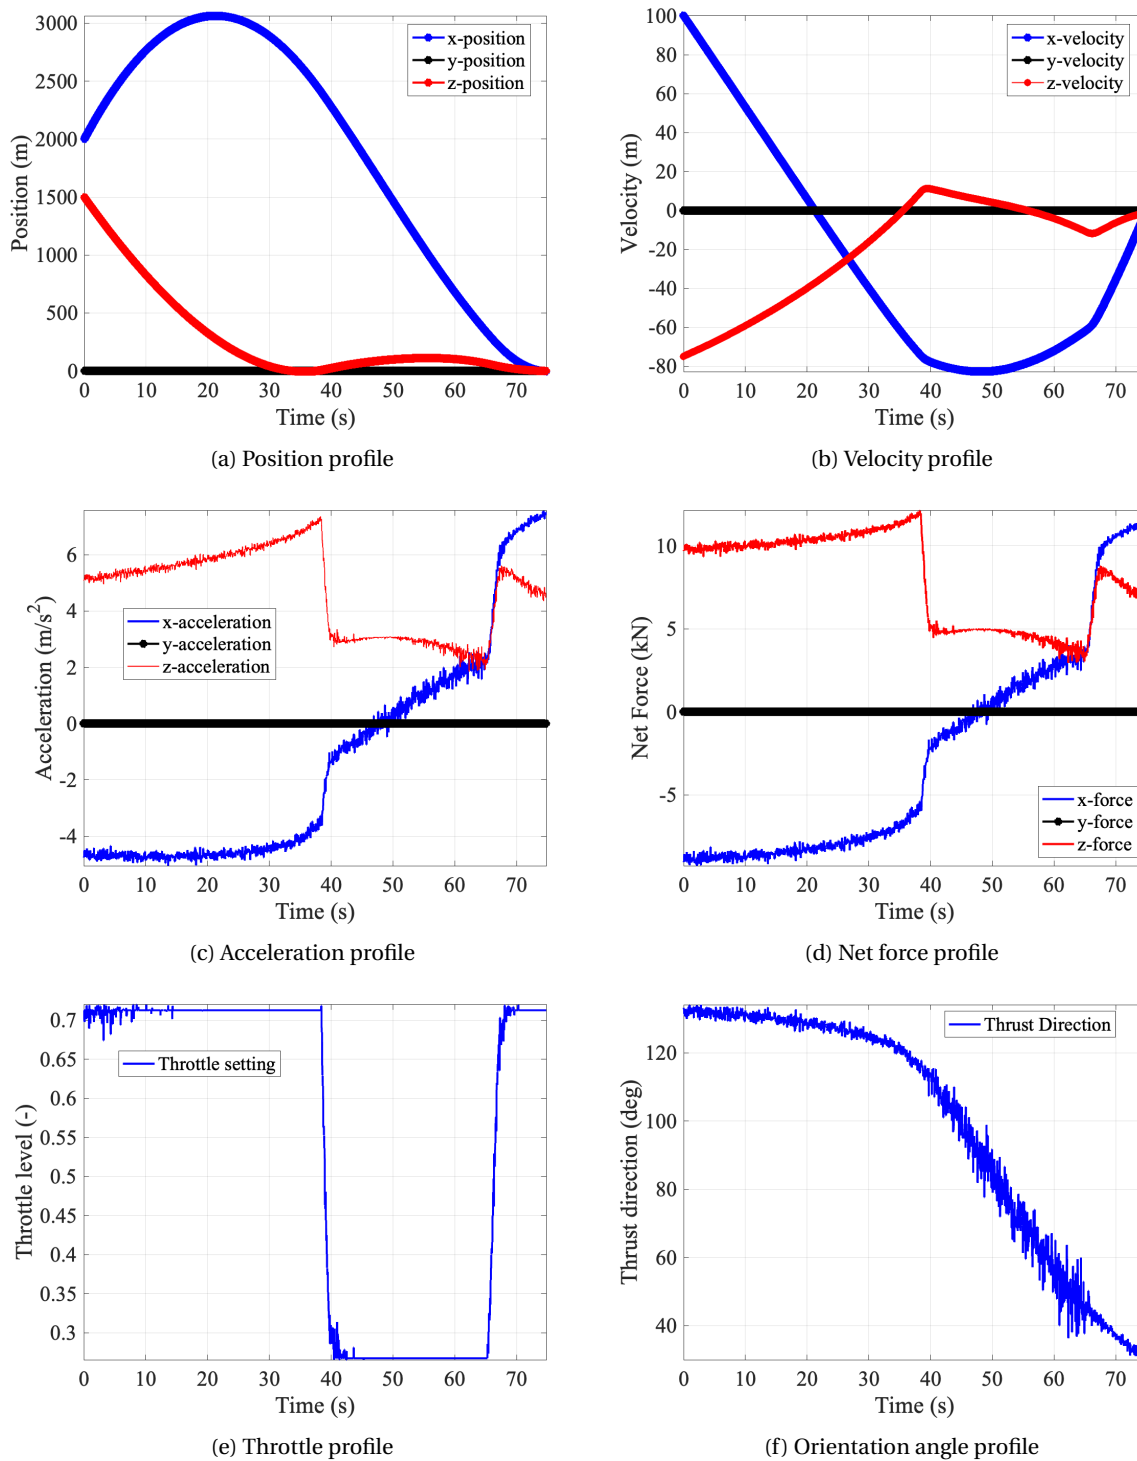 3000
2000
1500
1000
500
0
0 10 20 30 40 50 60 70
Position (m)
Time (s)
x-position
y-position
z-position
(a) Position profile
100
80
60
40
20
0
-20
-40
-60
-80
0 10 20 30 40 50 60 70
Velocity (m)
Time (s)
x-velocity
y-velocity
z-velocity
(b) Velocity profile
6
4
2
0
-2
-4
0 10 20 30 40 50 60 70
Acceleration (m/s²)
Time (s)
x-acceleration
y-acceleration
z-acceleration
(c) Acceleration profile
10
5
0
-5
0 10 20 30 40 50 60 70
Net Force (kN)
Time (s)
x-force
y-force
z-force
(d) Net force profile
0.7
0.65
0.6
0.55
0.5
0.45
0.4
0.35
0.3
0 10 20 30 40 50 60 70
Throttle level (-)
Time (s)
Throttle setting
(e) Throttle profile
120
100
80
60
40
0 10 20 30 40 50 60 70
Thrust direction (deg)
Time (s)
Thrust Direction
(f) Orientation angle profile